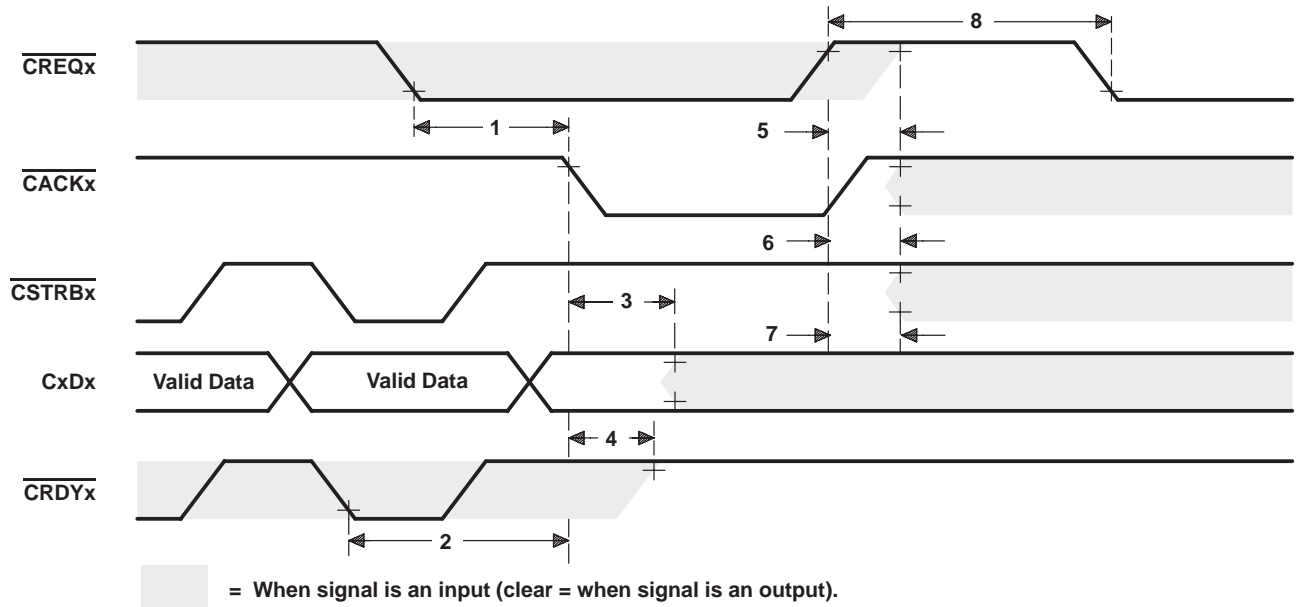 8
CREQx
1
5
CACKx
6
CSTRBx
3
7
CxDx
Valid Data
Valid Data
4
CRDYx
2
= When signal is an input (clear = when signal is an output).